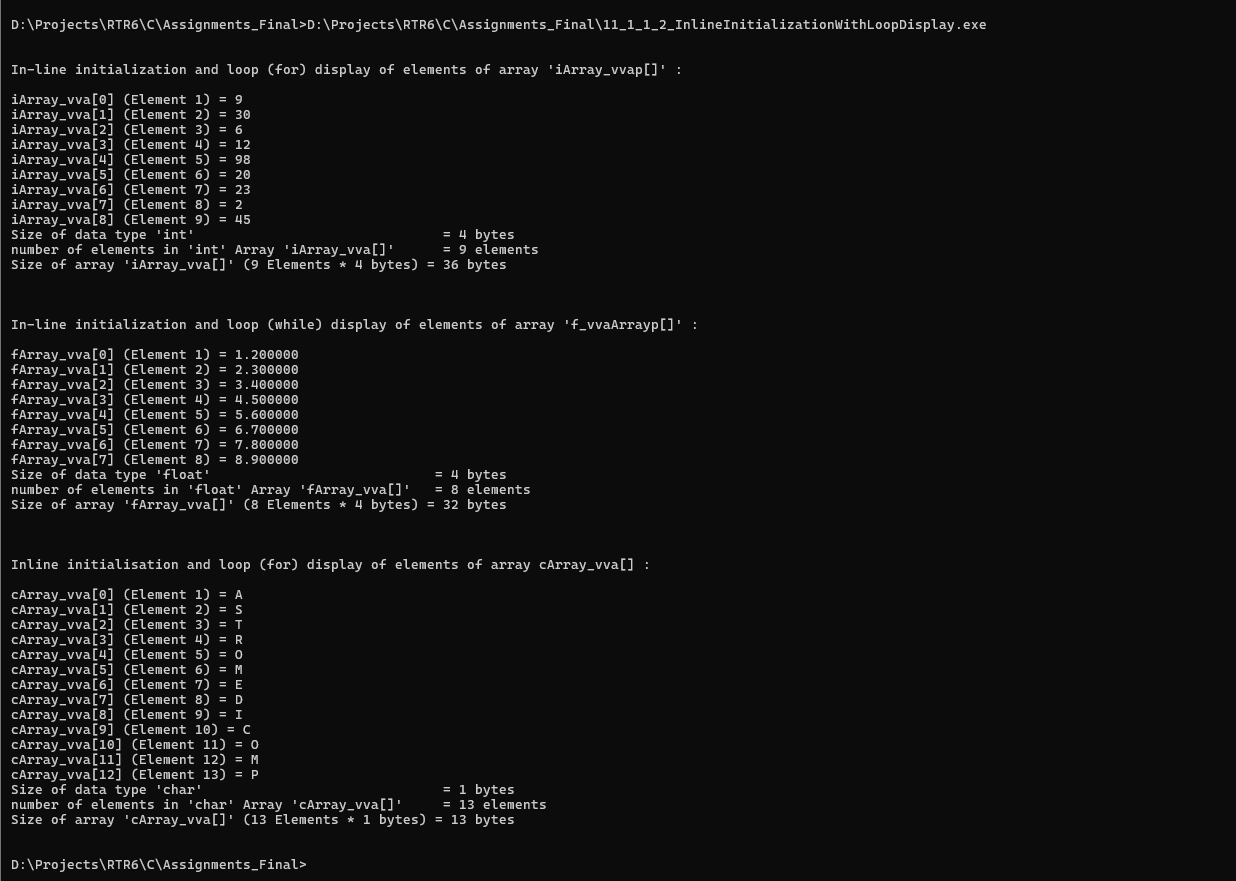 D:\Projects\RTR6\C\Assignments_Final>D:\Projects\RTR6\C\Assignments_Final\11_1_1_2_InlineInitializationWithLoopDisplay.exe
In-line initialization and loop (for) display of elements of array 'iArray_vvap[]' :
iArray_vva[0] (Element 1) = 9
iArray_vva[1] (Element 2) = 30
iArray_vva[2] (Element 3) = 6
iArray_vva[3] (Element 4) = 12
iArray_vva[4] (Element 5) = 98
iArray_vva[5] (Element 6) = 20
iArray_vva[6] (Element 7) = 23
iArray_vva[7] (Element 8) = 2
iArray_vva[8] (Element 9) = 45
Size of data type 'int' = 4 bytes
number of elements in 'int' Array 'iArray_vva[]' = 9 elements
Size of array 'iArray_vva[]' (9 Elements * 4 bytes) = 36 bytes
In-line initialization and loop (while) display of elements of array 'f_vvaArrayp[]' :
fArray_vva[0] (Element 1) = 1.200000
fArray_vva[1] (Element 2) = 2.300000
fArray_vva[2] (Element 3) = 3.400000
fArray_vva[3] (Element 4) = 4.500000
fArray_vva[4] (Element 5) = 5.600000
fArray_vva[5] (Element 6) = 6.700000
fArray_vva[6] (Element 7) = 7.800000
fArray_vva[7] (Element 8) = 8.900000
Size of data type 'float' = 4 bytes
number of elements in 'float' Array 'fArray_vva[]' = 8 elements
Size of array 'fArray_vva[]' (8 Elements * 4 bytes) = 32 bytes
Inline initialisation and loop (for) display of elements of array cArray_vva[] :
cArray_vva[0] (Element 1) = A
cArray_vva[1] (Element 2) = S
cArray_vva[2] (Element 3) = T
cArray_vva[3] (Element 4) = R
cArray_vva[4] (Element 5) = O
cArray_vva[5] (Element 6) = M
cArray_vva[6] (Element 7) = E
cArray_vva[7] (Element 8) = D
cArray_vva[8] (Element 9) = I
cArray_vva[9] (Element 10) = C
cArray_vva[10] (Element 11) = O
cArray_vva[11] (Element 12) = M
cArray_vva[12] (Element 13) = P
Size of data type 'char' = 1 bytes
number of elements in 'char' Array 'cArray_vva[]' = 13 elements
Size of array 'cArray_vva[]' (13 Elements * 1 bytes) = 13 bytes
D:\Projects\RTR6\C\Assignments_Final>